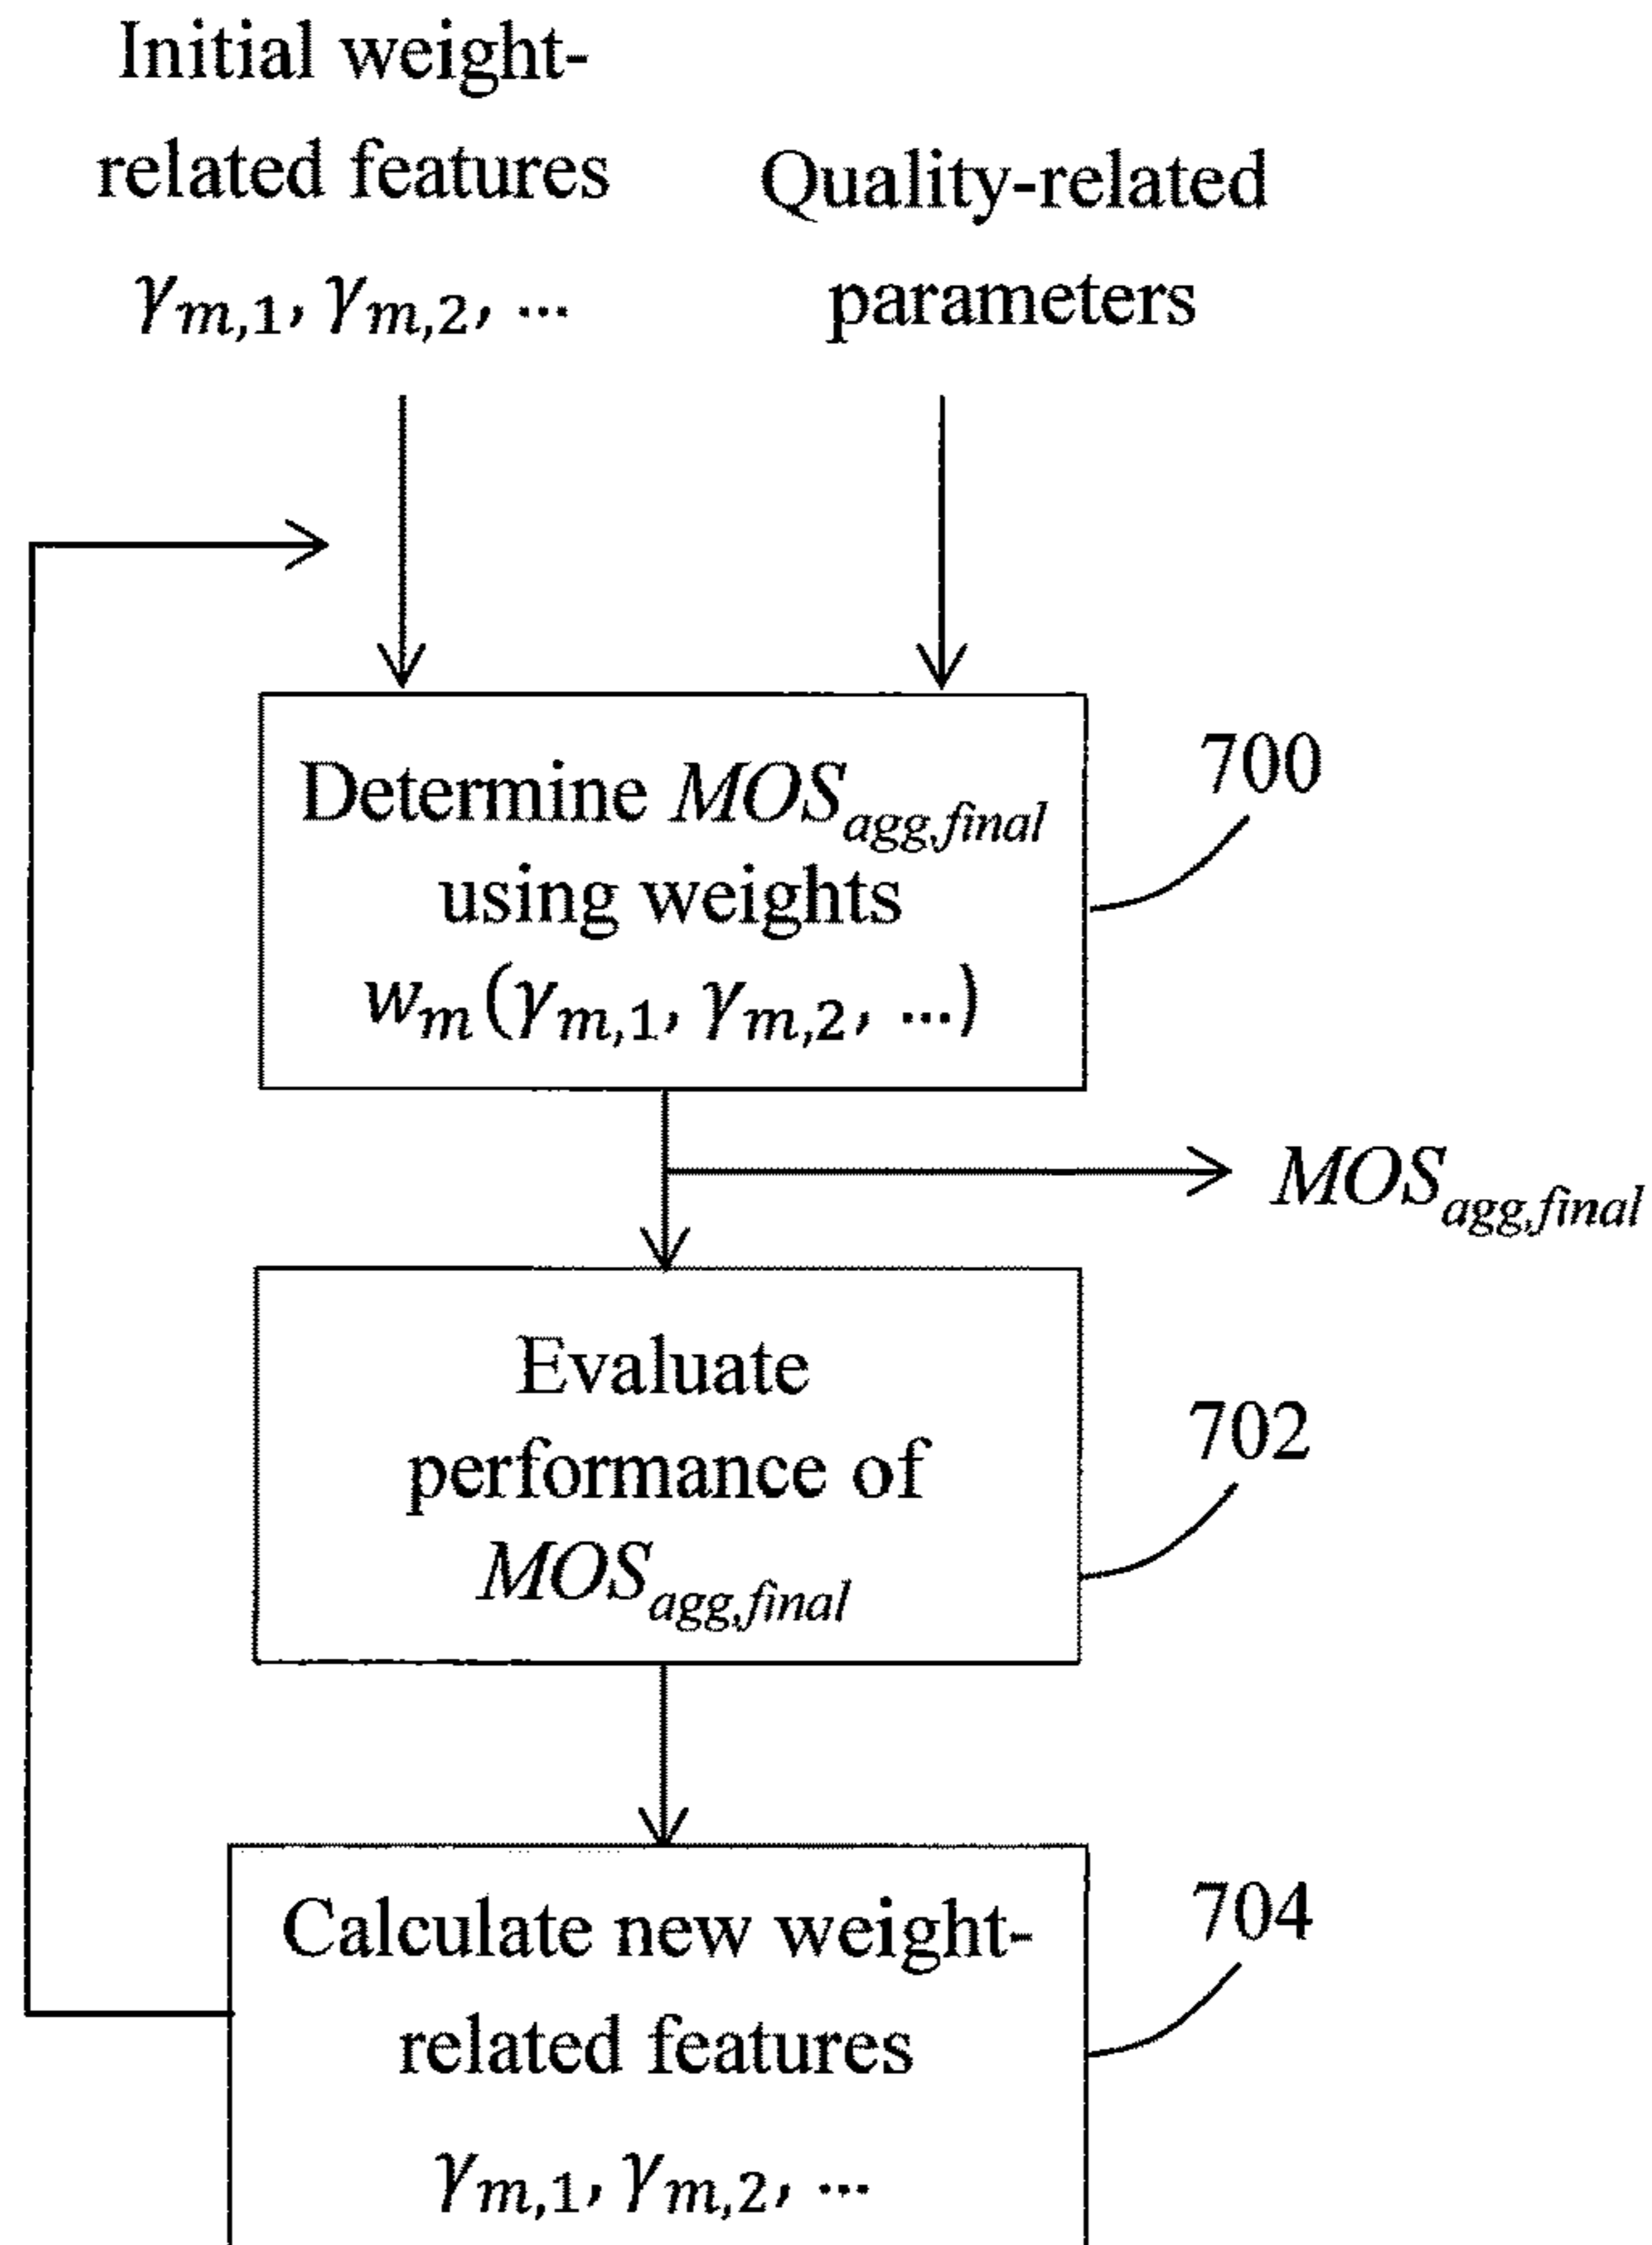 Initial weight-
related features
γm,1, γm,2, ...
Quality-related
parameters
Determine MOSagg,final
using weights
wm(γm,1, γm,2, ...)
700
MOSagg,final
Evaluate
performance of
MOSagg,final
702
Calculate new weight-
related features
γm,1, γm,2, ...
704